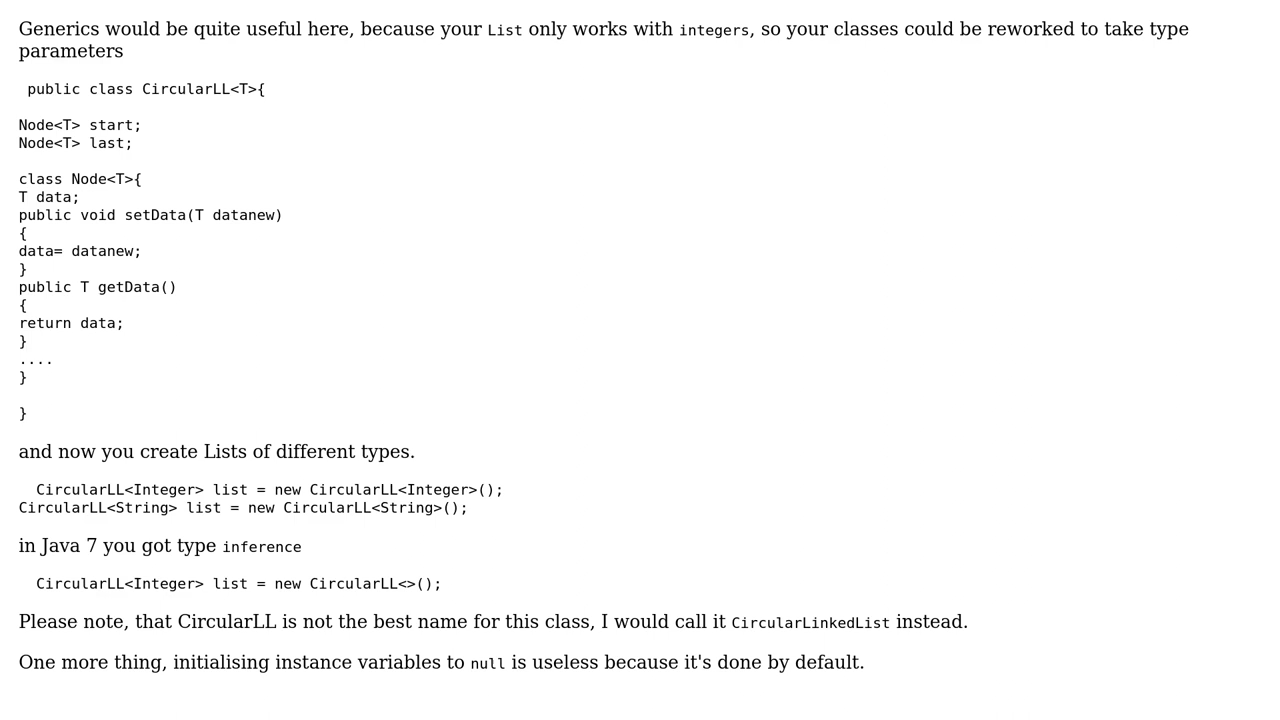 Generics would be quite useful here, because your List only works with integers, so your classes could be reworked to take type
parameters
public class CircularLL<T>{
Node<T> start;
Node<T> last;
class Node<T>{
T data;
public void setData(T datanew)
{
data= datanew;
}
public T getData()
{
return data;
}
....
}
}
and now you create Lists of different types.
CircularLL<Integer> list = new CircularLL<Integer>();
CircularLL<String> list = new CircularLL<String>();
in Java 7 you got type inference
CircularLL<Integer> list = new CircularLL<>();
Please note, that CircularLL is not the best name for this class, I would call it CircularLinkedList instead.
One more thing, initialising instance variables to null is useless because it's done by default.